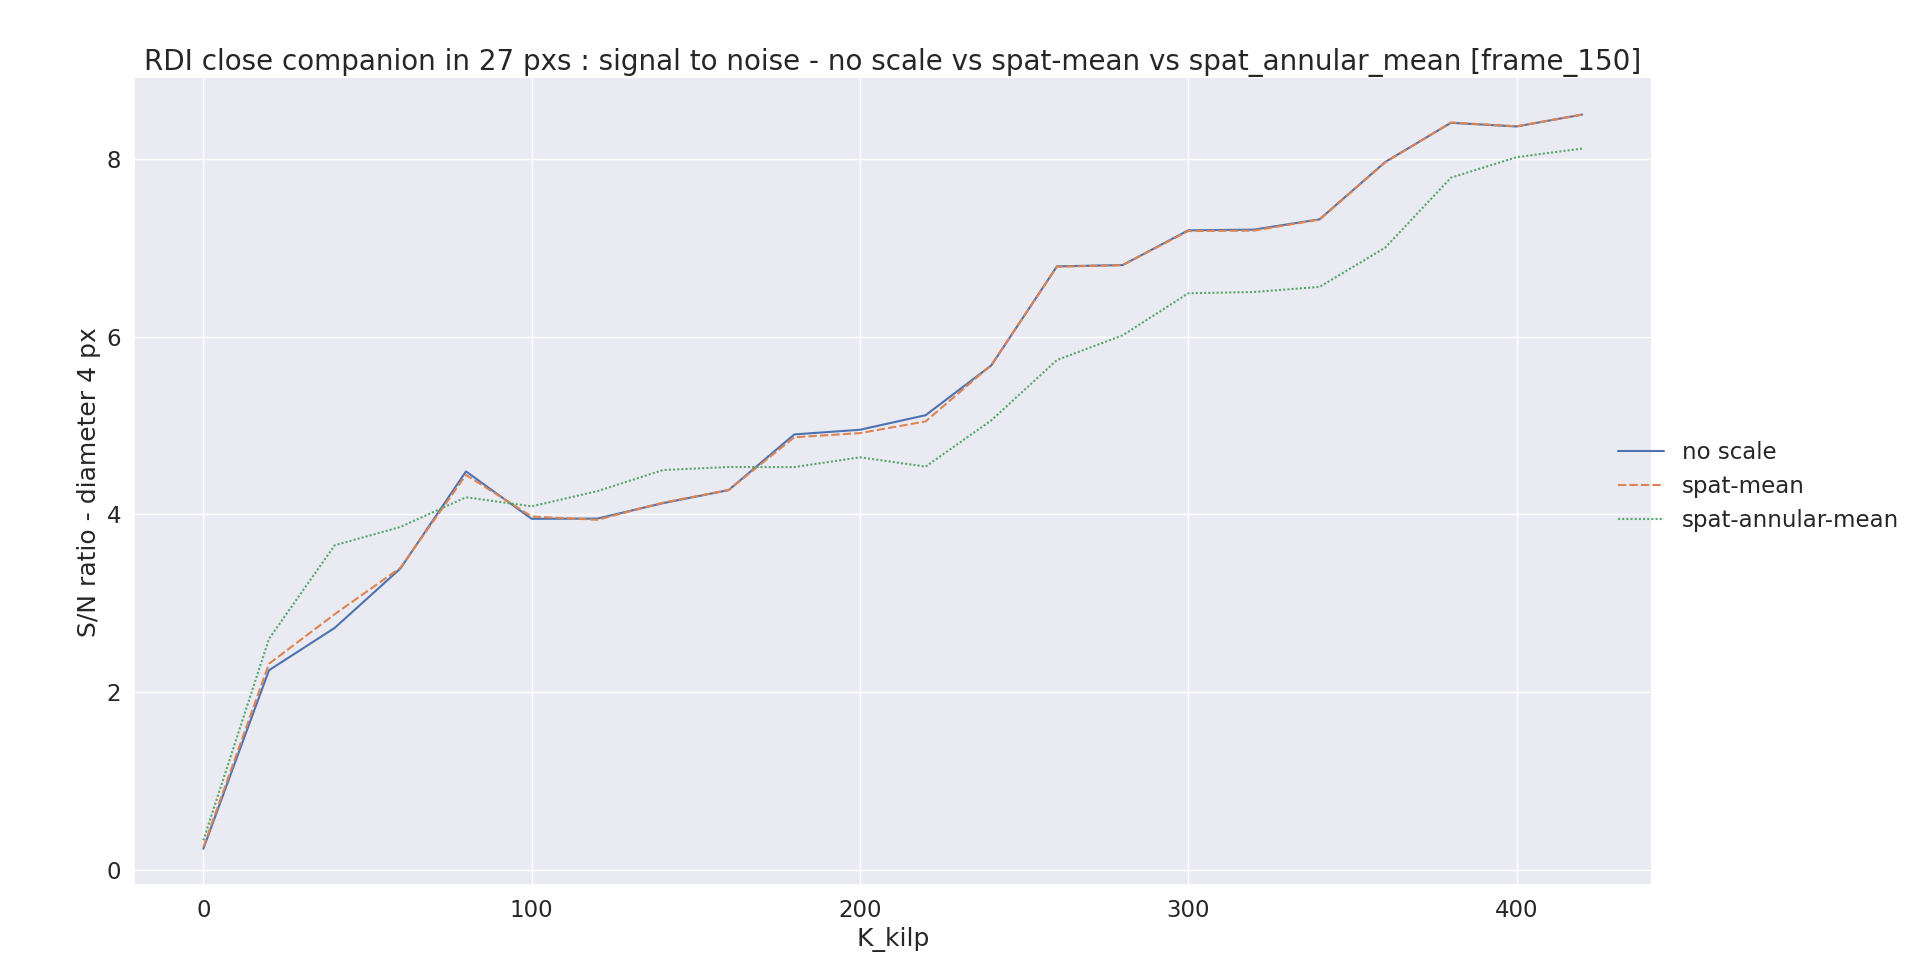 RDI close companion in 27 pxs : signal to noise - no scale vs spat-mean vs spat_annular_mean [frame_150]
S/N ratio - diameter 4 px
8
6
4
2
0
0 100 200 300 400
K_kilp
no scale
spat-mean
spat-annular-mean